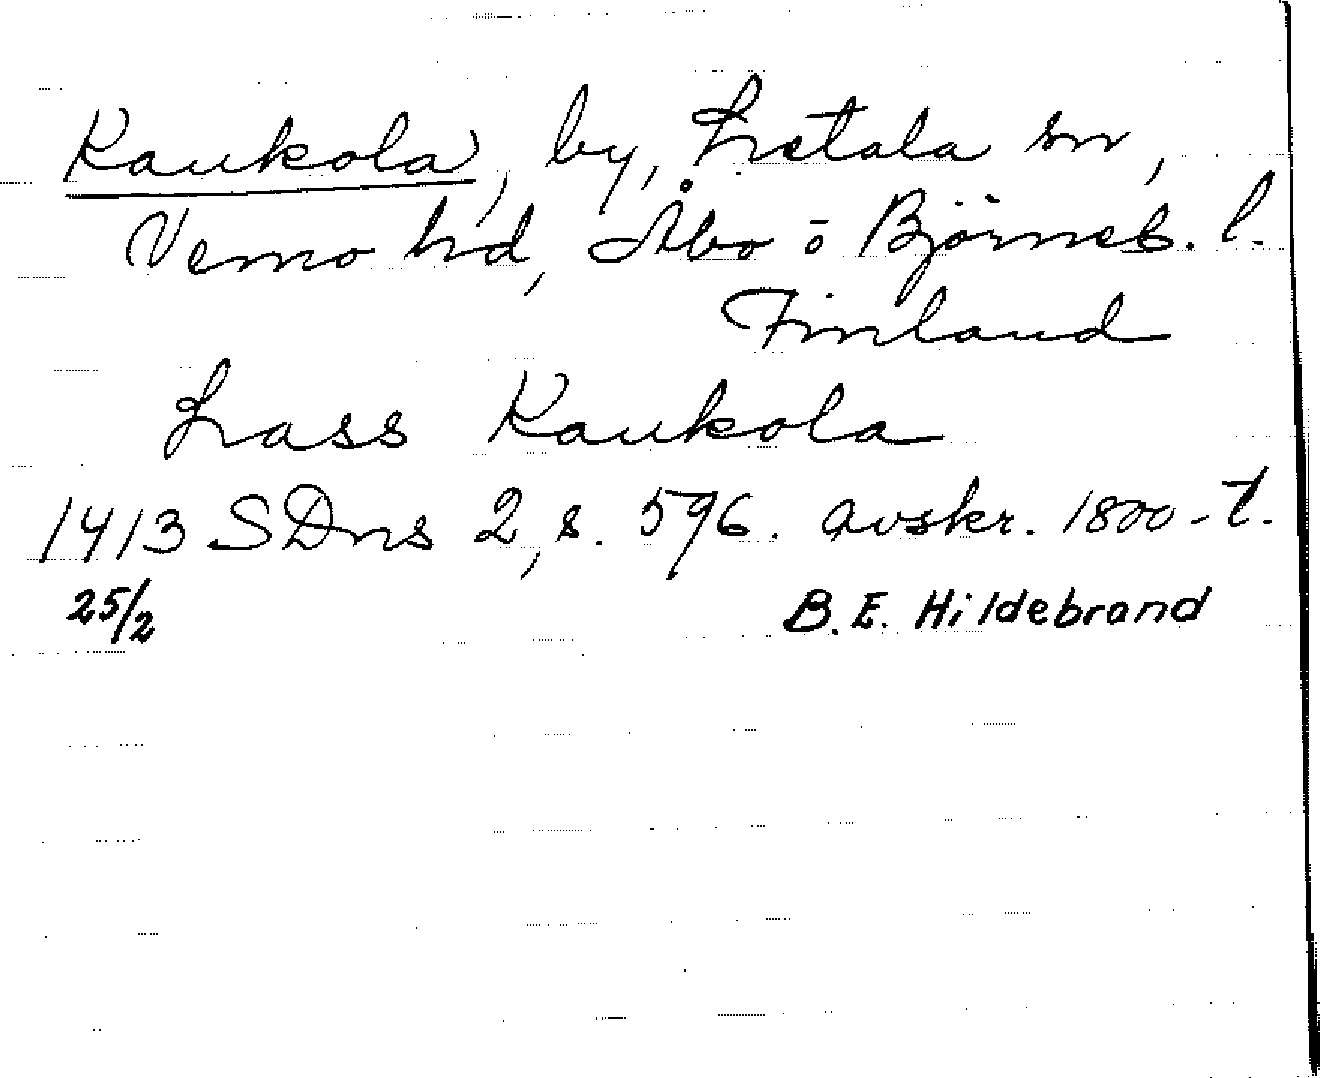 Kaukola, by, Letala sn,
Vemo hd, Åbo o Björneb. l.
Finland
Lass Kaukola
1413 SDns 2, s. 596. avskr. 1800-t.
25/2 B. E. Hildebrand